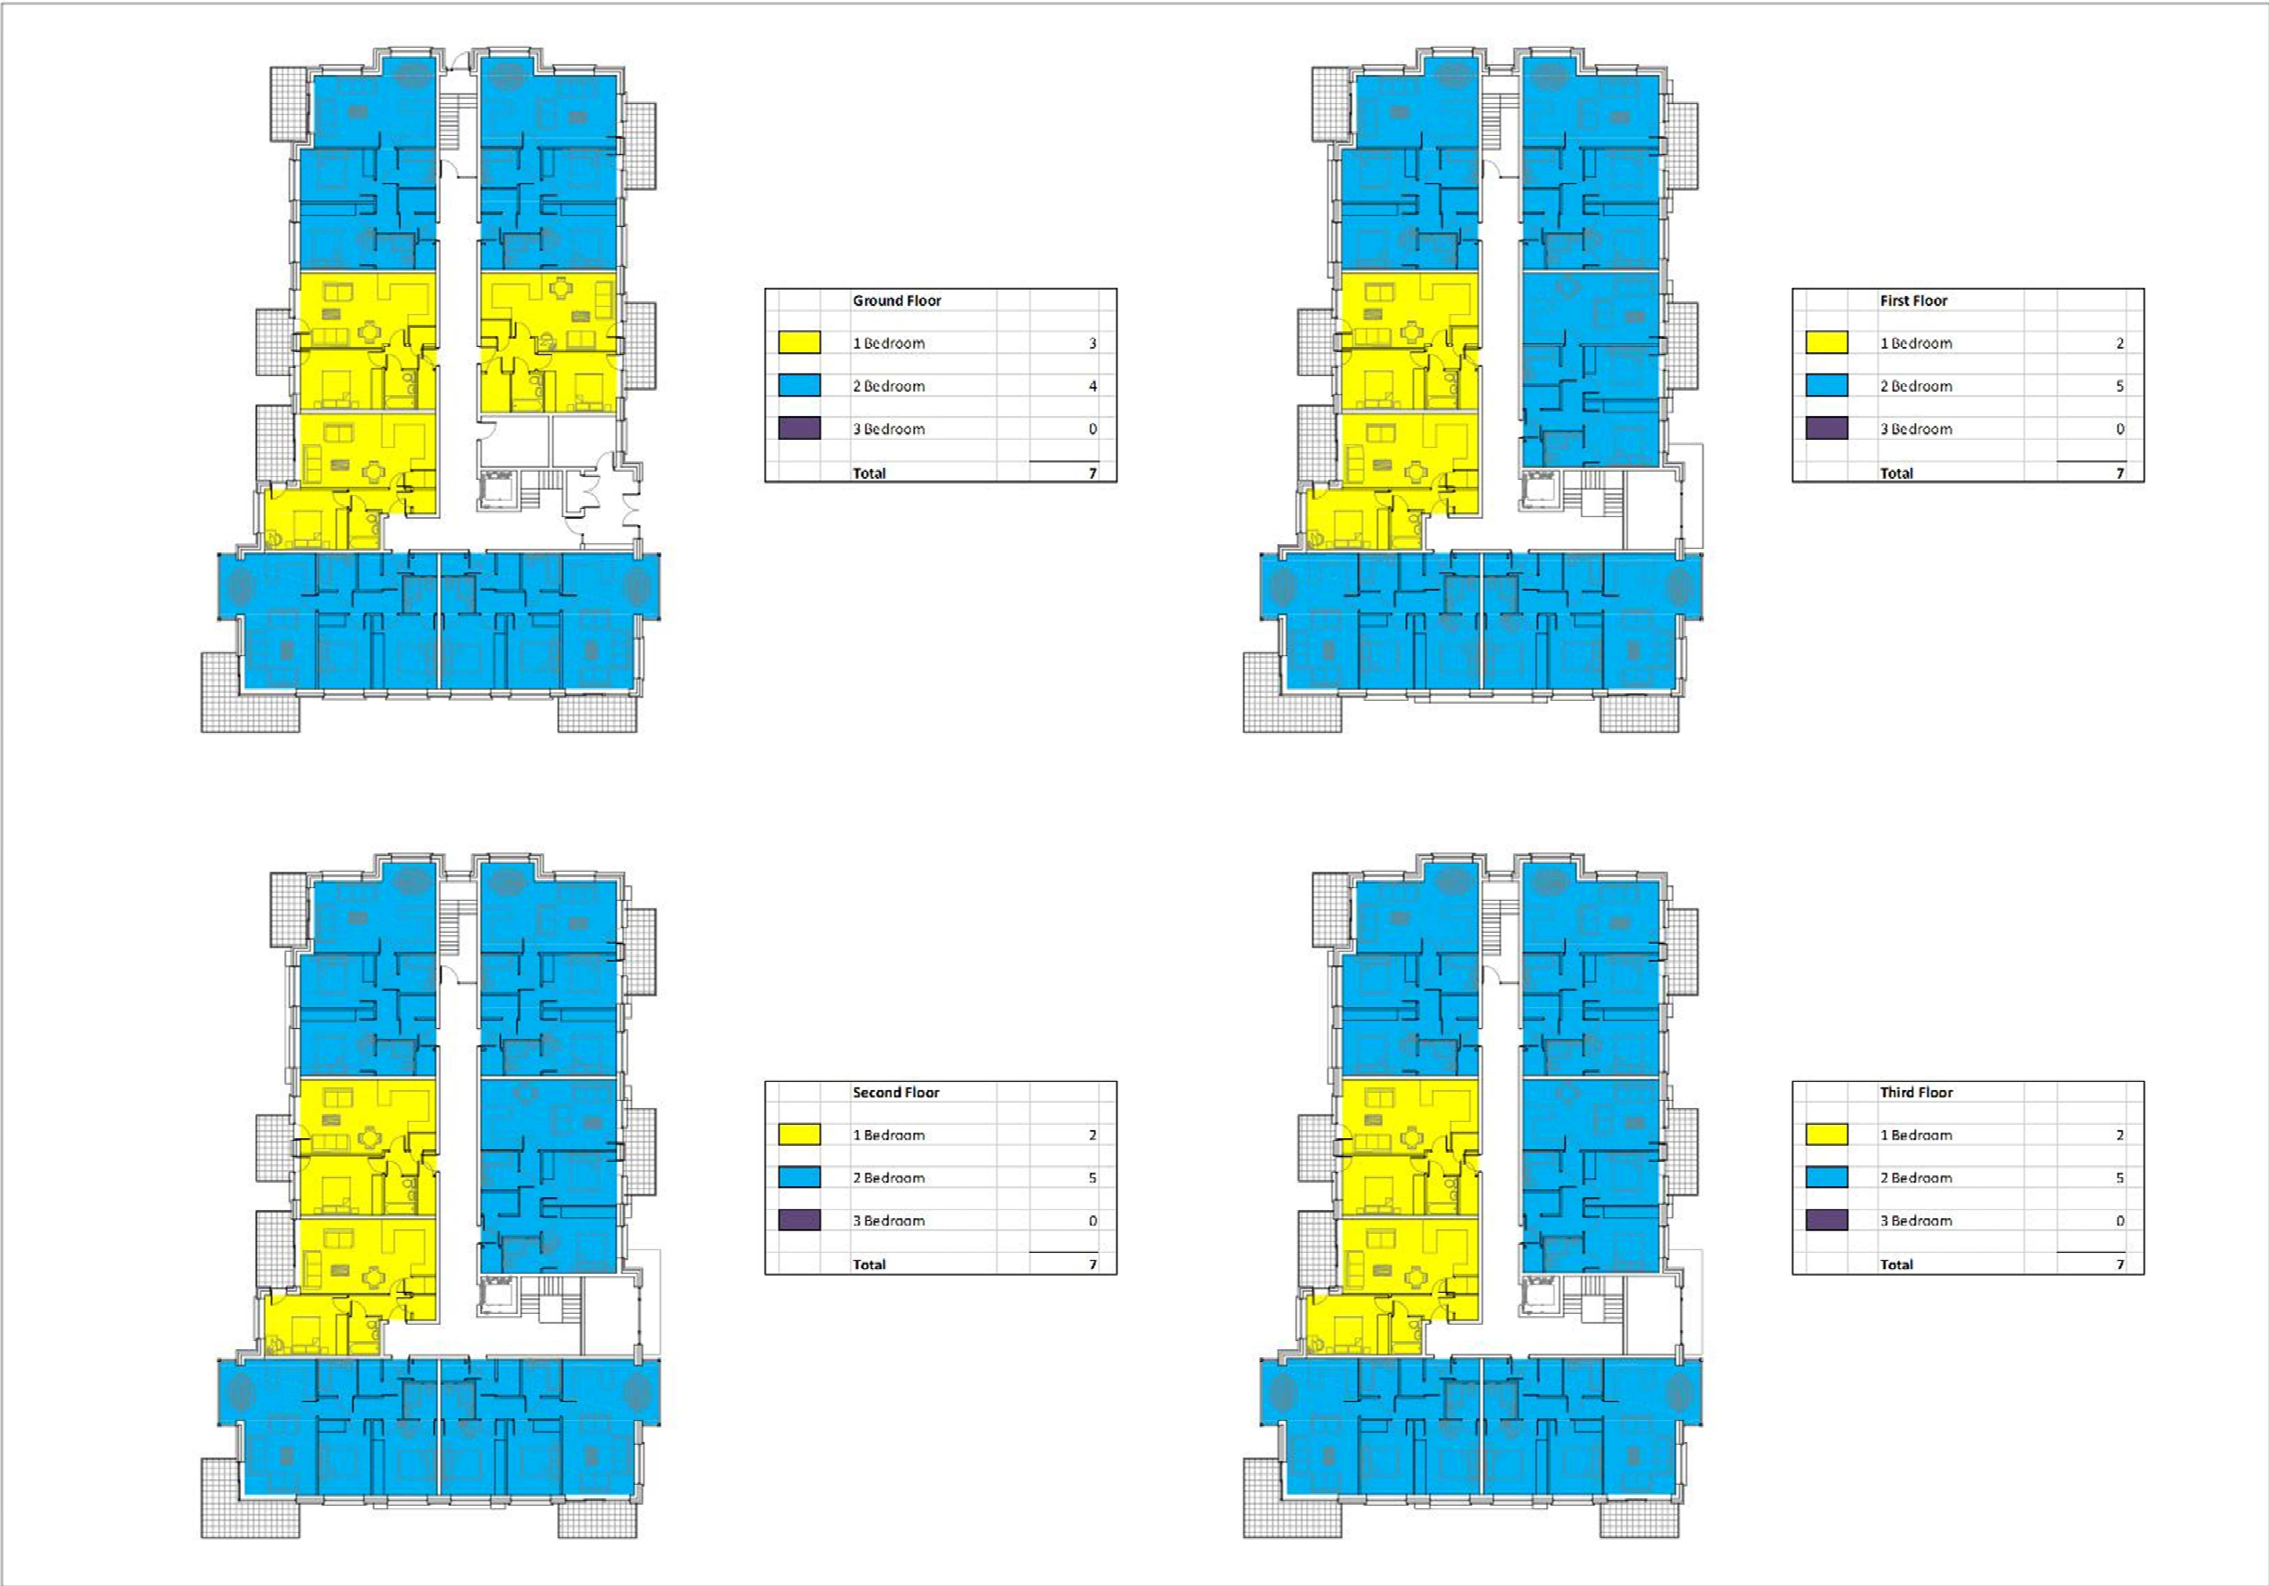 Ground Floor
1 Bedroom 3
2 Bedroom 4
3 Bedroom 0
Total 7
First Floor
1 Bedroom 2
2 Bedroom 5
3 Bedroom 0
Total 7
Second Floor
1 Bedroom 2
2 Bedroom 5
3 Bedroom 0
Total 7
Third Floor
1 Bedroom 2
2 Bedroom 5
3 Bedroom 0
Total 7